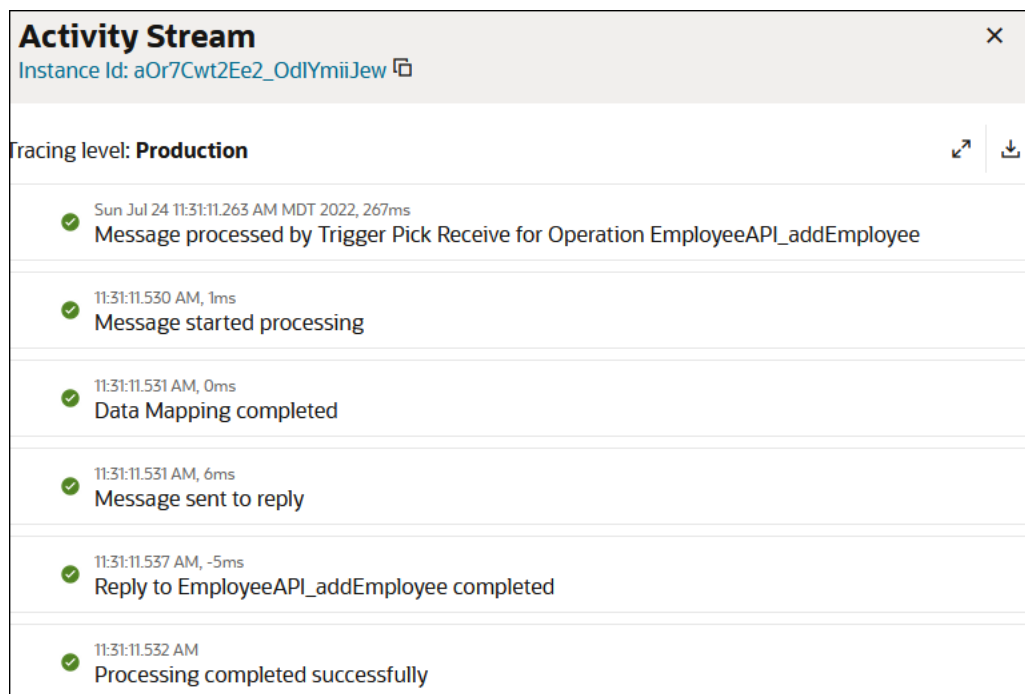 Activity Stream
Instance Id: aOr7Cwt2Ee2_OdlYmiiJew
Tracing level: Production
Sun Jul 24 11:31:11.263 AM MDT 2022, 267ms
Message processed by Trigger Pick Receive for Operation EmployeeAPI_addEmployee
11:31:11.530 AM, 1ms
Message started processing
11:31:11.531 AM, 0ms
Data Mapping completed
11:31:11.531 AM, 6ms
Message sent to reply
11:31:11.537 AM, -5ms
Reply to EmployeeAPI_addEmployee completed
11:31:11.532 AM
Processing completed successfully